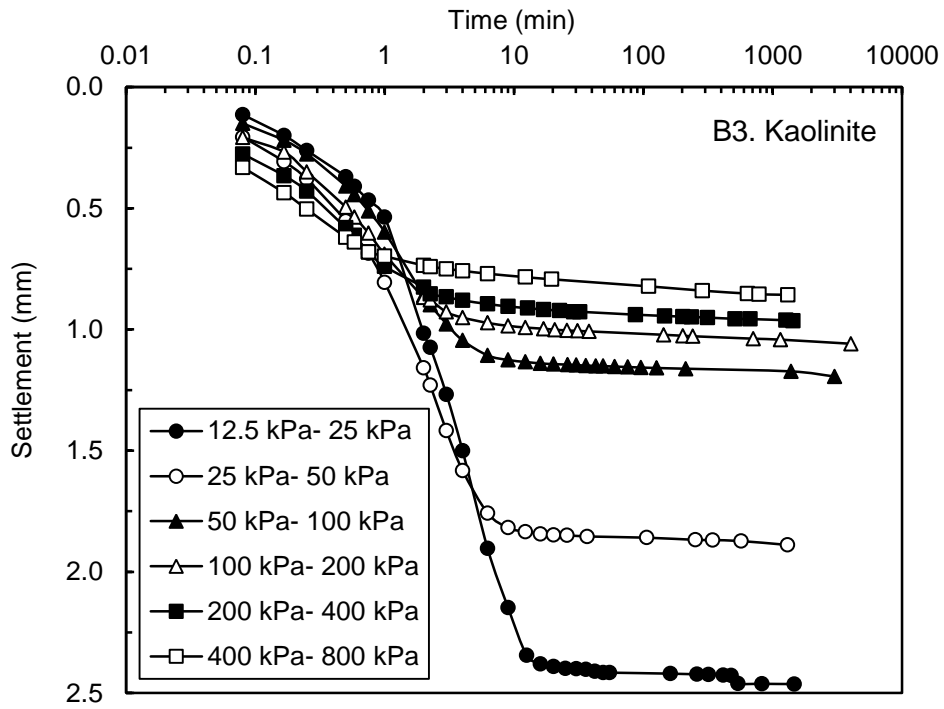 Time (min)
0.01 0.1 1 10 100 1000 10000
0.0
B3. Kaolinite
0.5
1.0
Settlement (mm)
1.5
2.0
2.5
12.5 kPa- 25 kPa
25 kPa- 50 kPa
50 kPa- 100 kPa
100 kPa- 200 kPa
200 kPa- 400 kPa
400 kPa- 800 kPa